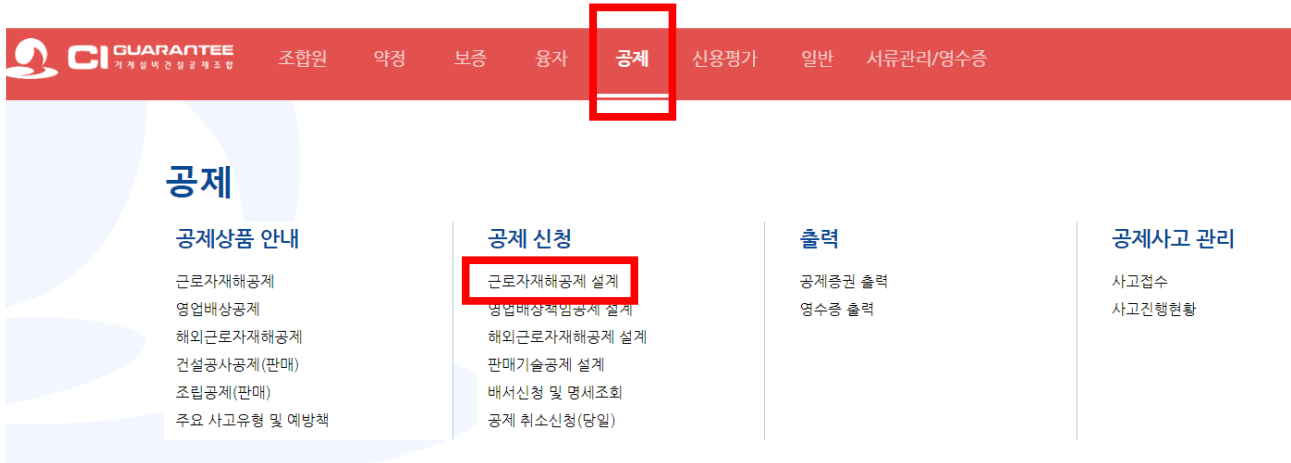 CI GUARANTEE
기계설비건설공제조합
조합원 약정 보증 융자 공제 신용평가 일반 서류관리/영수증
공제
공제상품 안내
근로자재해공제
영업배상공제
해외근로자재해공제
건설공사공제(판매)
조립공제(판매)
주요 사고유형 및 예방책
공제 신청
근로자재해공제 설계
영업배상책임공제 설계
해외근로자재해공제 설계
판매기술공제 설계
배서신청 및 명세조회
공제 취소신청(당일)
출력
공제증권 출력
영수증 출력
공제사고 관리
사고접수
사고진행현황